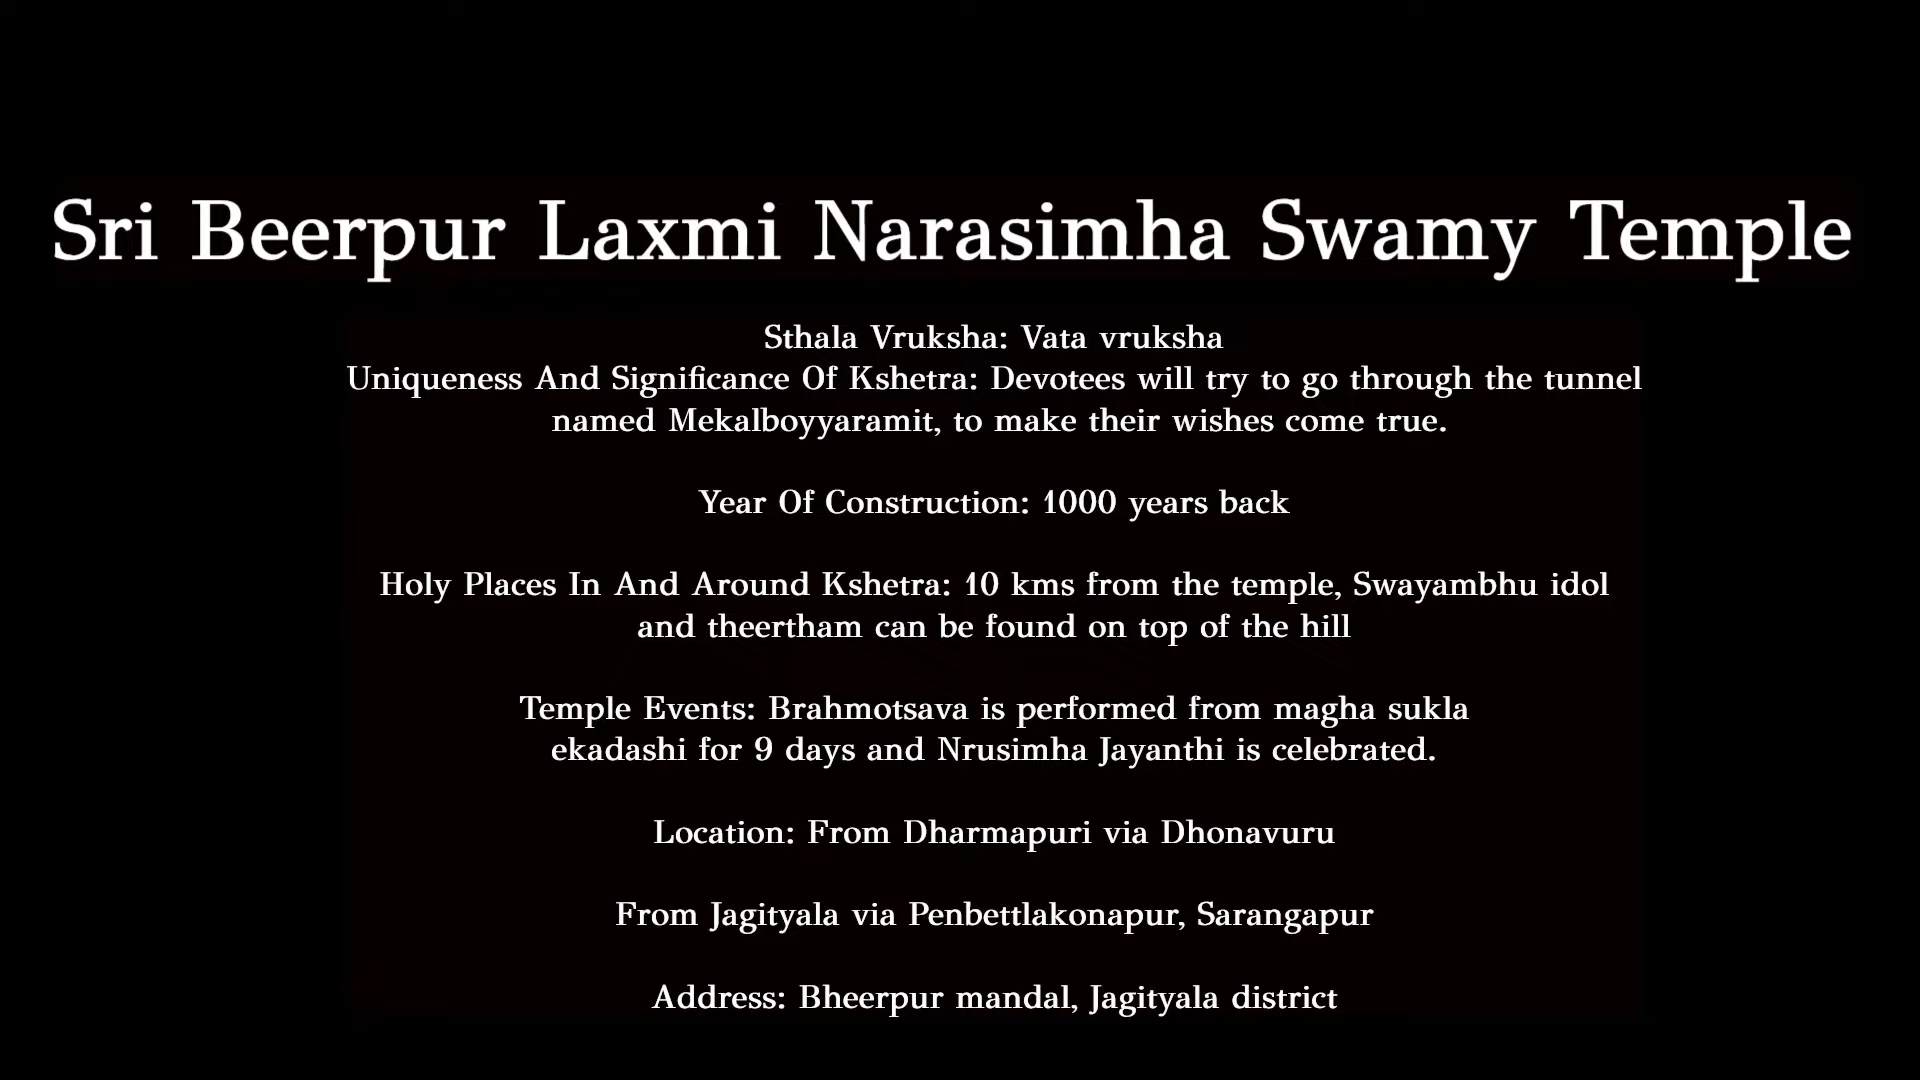 Sri Beerpur Laxmi Narasimha Swamy Temple
Sthala Vruksha: Vata vruksha
Uniqueness And Significance Of Kshetra: Devotees will try to go through the tunnel
named Mekalboyyaramit, to make their wishes come true.
Year Of Construction: 1000 years back
Holy Places In And Around Kshetra: 10 kms from the temple, Swayambhu idol
and theertham can be found on top of the hill
Temple Events: Brahmotsava is performed from magha sukla
ekadashi for 9 days and Nrusimha Jayanthi is celebrated.
Location: From Dharmapuri via Dhonavuru
From Jagityala via Penbettlakonapur, Sarangapur
Address: Bheerpur mandal, Jagityala district